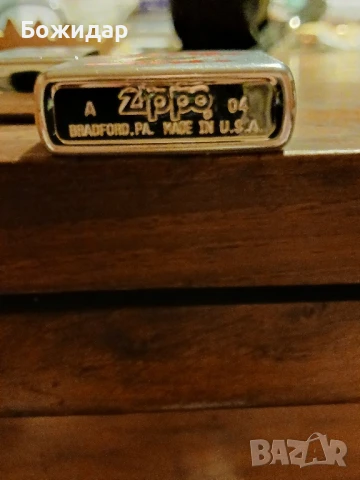 Божидар
A Zippo 04
BRADFORD, PA. MADE IN U.S.A.
BAZAR